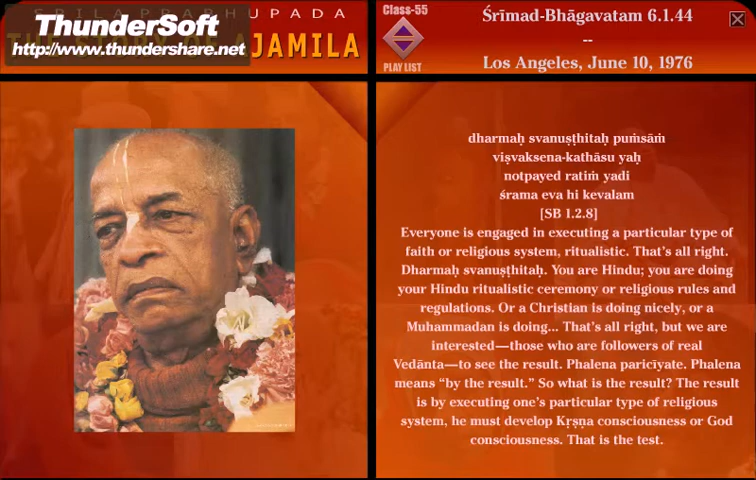 SRILA PRABHUPADA
THE STORY OF AJAMILA
ThunderSoft
http://www.thundershare.net
Class-55
PLAY LIST
Śrīmad-Bhāgavatam 6.1.44
--
Los Angeles, June 10, 1976
dharmaḥ svanuṣṭhitaḥ puṁsāṁ
viṣvaksena-kathāsu yaḥ
notpayed ratiṁ yadi
śrama eva hi kevalam
[SB 1.2.8]
Everyone is engaged in executing a particular type of
faith or religious system, ritualistic. That’s all right.
Dharmaḥ svanuṣṭhitaḥ. You are Hindu; you are doing
your Hindu ritualistic ceremony or religious rules and
regulations. Or a Christian is doing nicely, or a
Muhammadan is doing... That’s all right, but we are
interested—those who are followers of real
Vedānta—to see the result. Phalena paricīyate. Phalena
means “by the result.” So what is the result? The result
is by executing one’s particular type of religious
system, he must develop Kṛṣṇa consciousness or God
consciousness. That is the test.